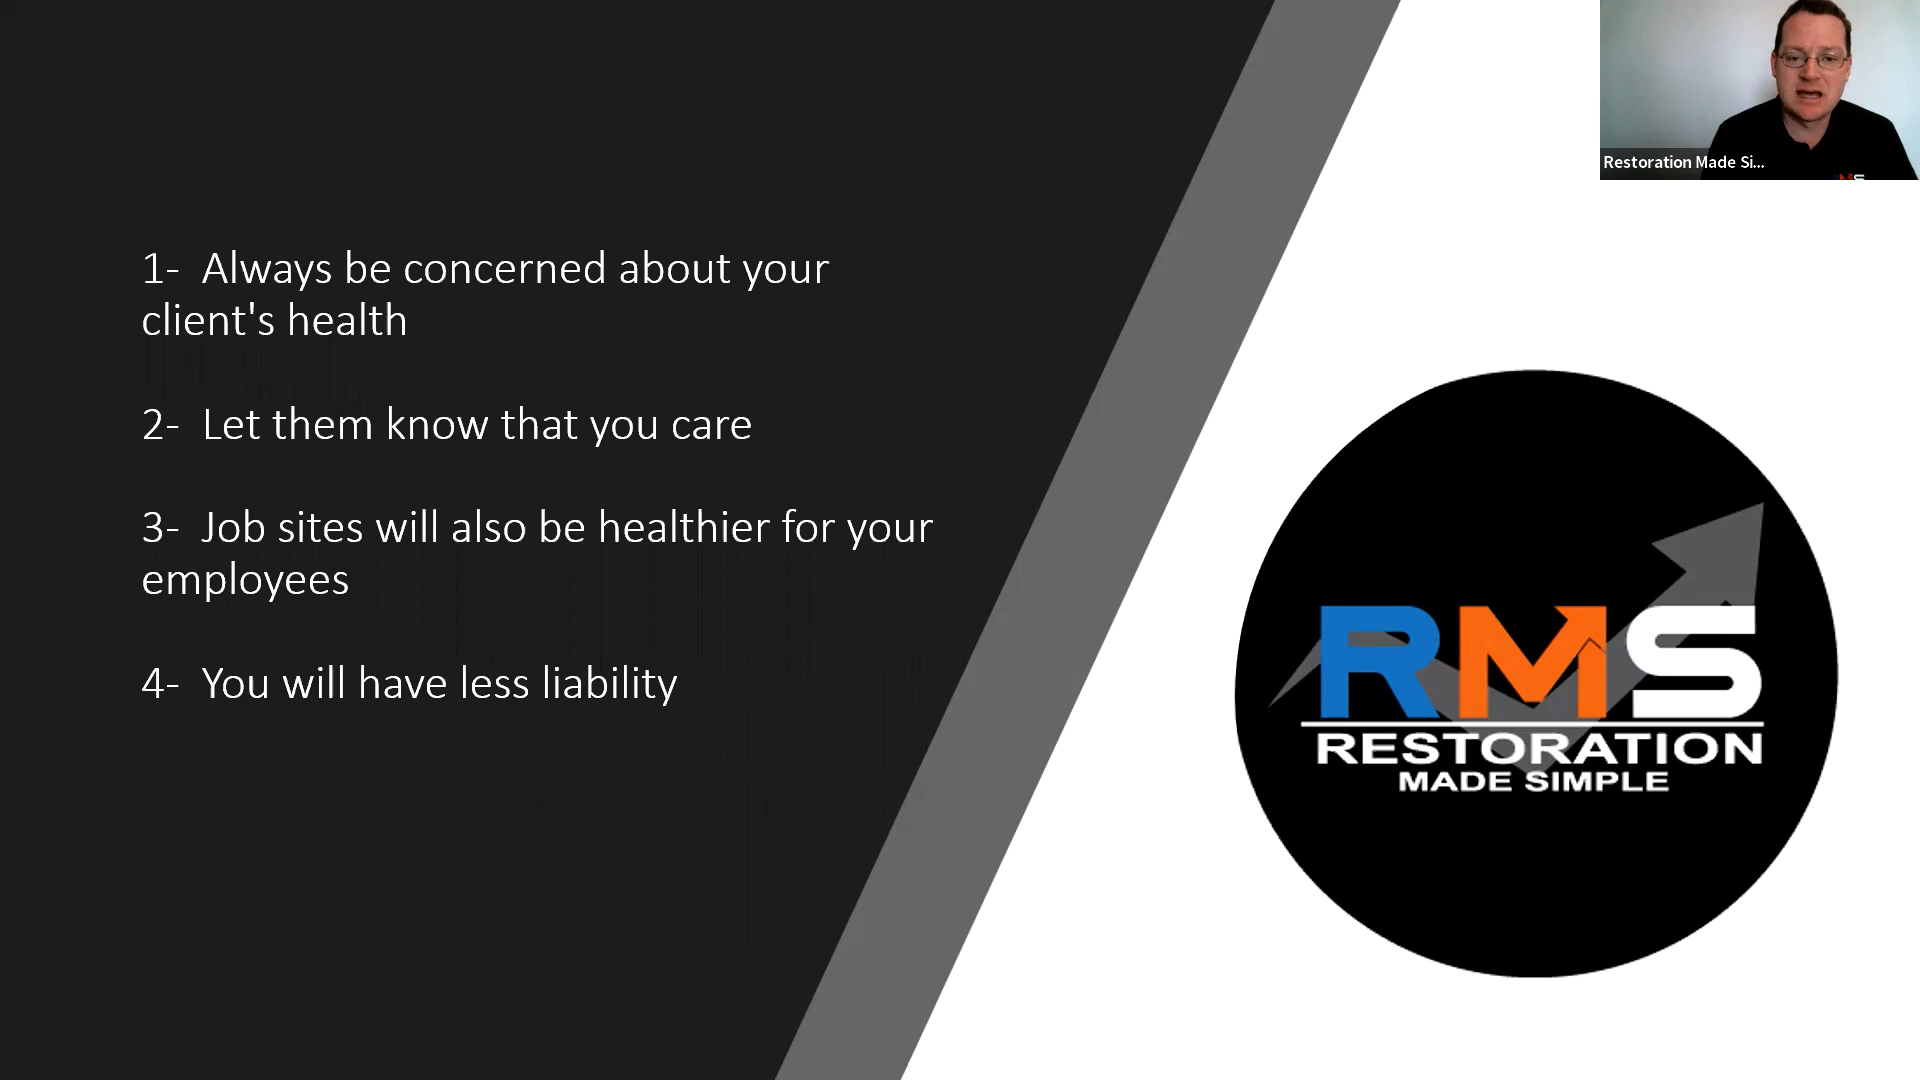 1-  Always be concerned about your
client's health
2-  Let them know that you care
3-  Job sites will also be healthier for your
employees
4-  You will have less liability
Restoration Made Si...
MS
RMS
RESTORATION
MADE SIMPLE